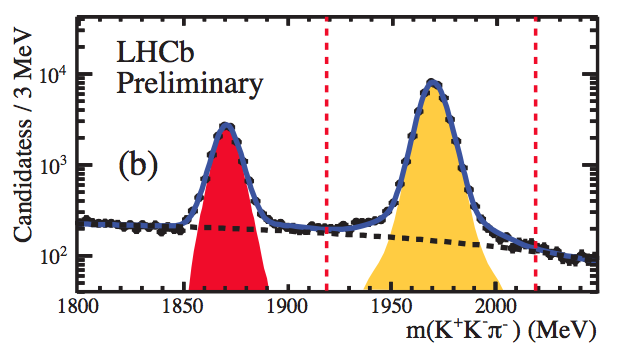 LHCb
Preliminary
(b)
Candidatess / 3 MeV
10⁴
10³
10²
1800 1850 1900 1950 2000
m(K⁺K⁻π⁻) (MeV)